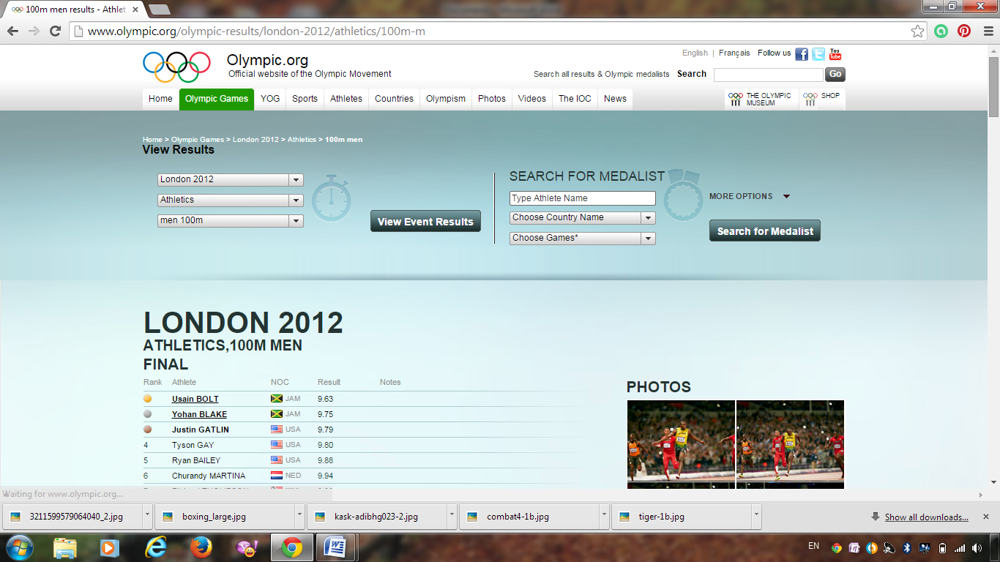 100m men results - Athlet
www.olympic.org/olympic-results/london-2012/athletics/100m-m
English | Français Follow us You Tube
Olympic.org
Official website of the Olympic Movement
Search all results & Olympic medalists Search Go
Home Olympic Games YOG Sports Athletes Countries Olympism Photos Videos The IOC News THE OLYMPIC MUSEUM SHOP
Home > Olympic Games > London 2012 > Athletics > 100m men
View Results
London 2012
Athletics
men 100m
View Event Results
SEARCH FOR MEDALIST
Type Athlete Name
Choose Country Name
Choose Games*
MORE OPTIONS
Search for Medalist
LONDON 2012
ATHLETICS,100M MEN
FINAL
Rank Athlete NOC Result Notes
Usain BOLT JAM 9.63
Yohan BLAKE JAM 9.75
Justin GATLIN USA 9.79
4 Tyson GAY USA 9.80
5 Ryan BAILEY USA 9.88
6 Churandy MARTINA NED 9.94
PHOTOS
Waiting for www.olympic.org...
3211599579064040_2.jpg boxing_large.jpg kask-adibhg023-2.jpg combat4-1b.jpg tiger-1b.jpg Show all downloads...
EN